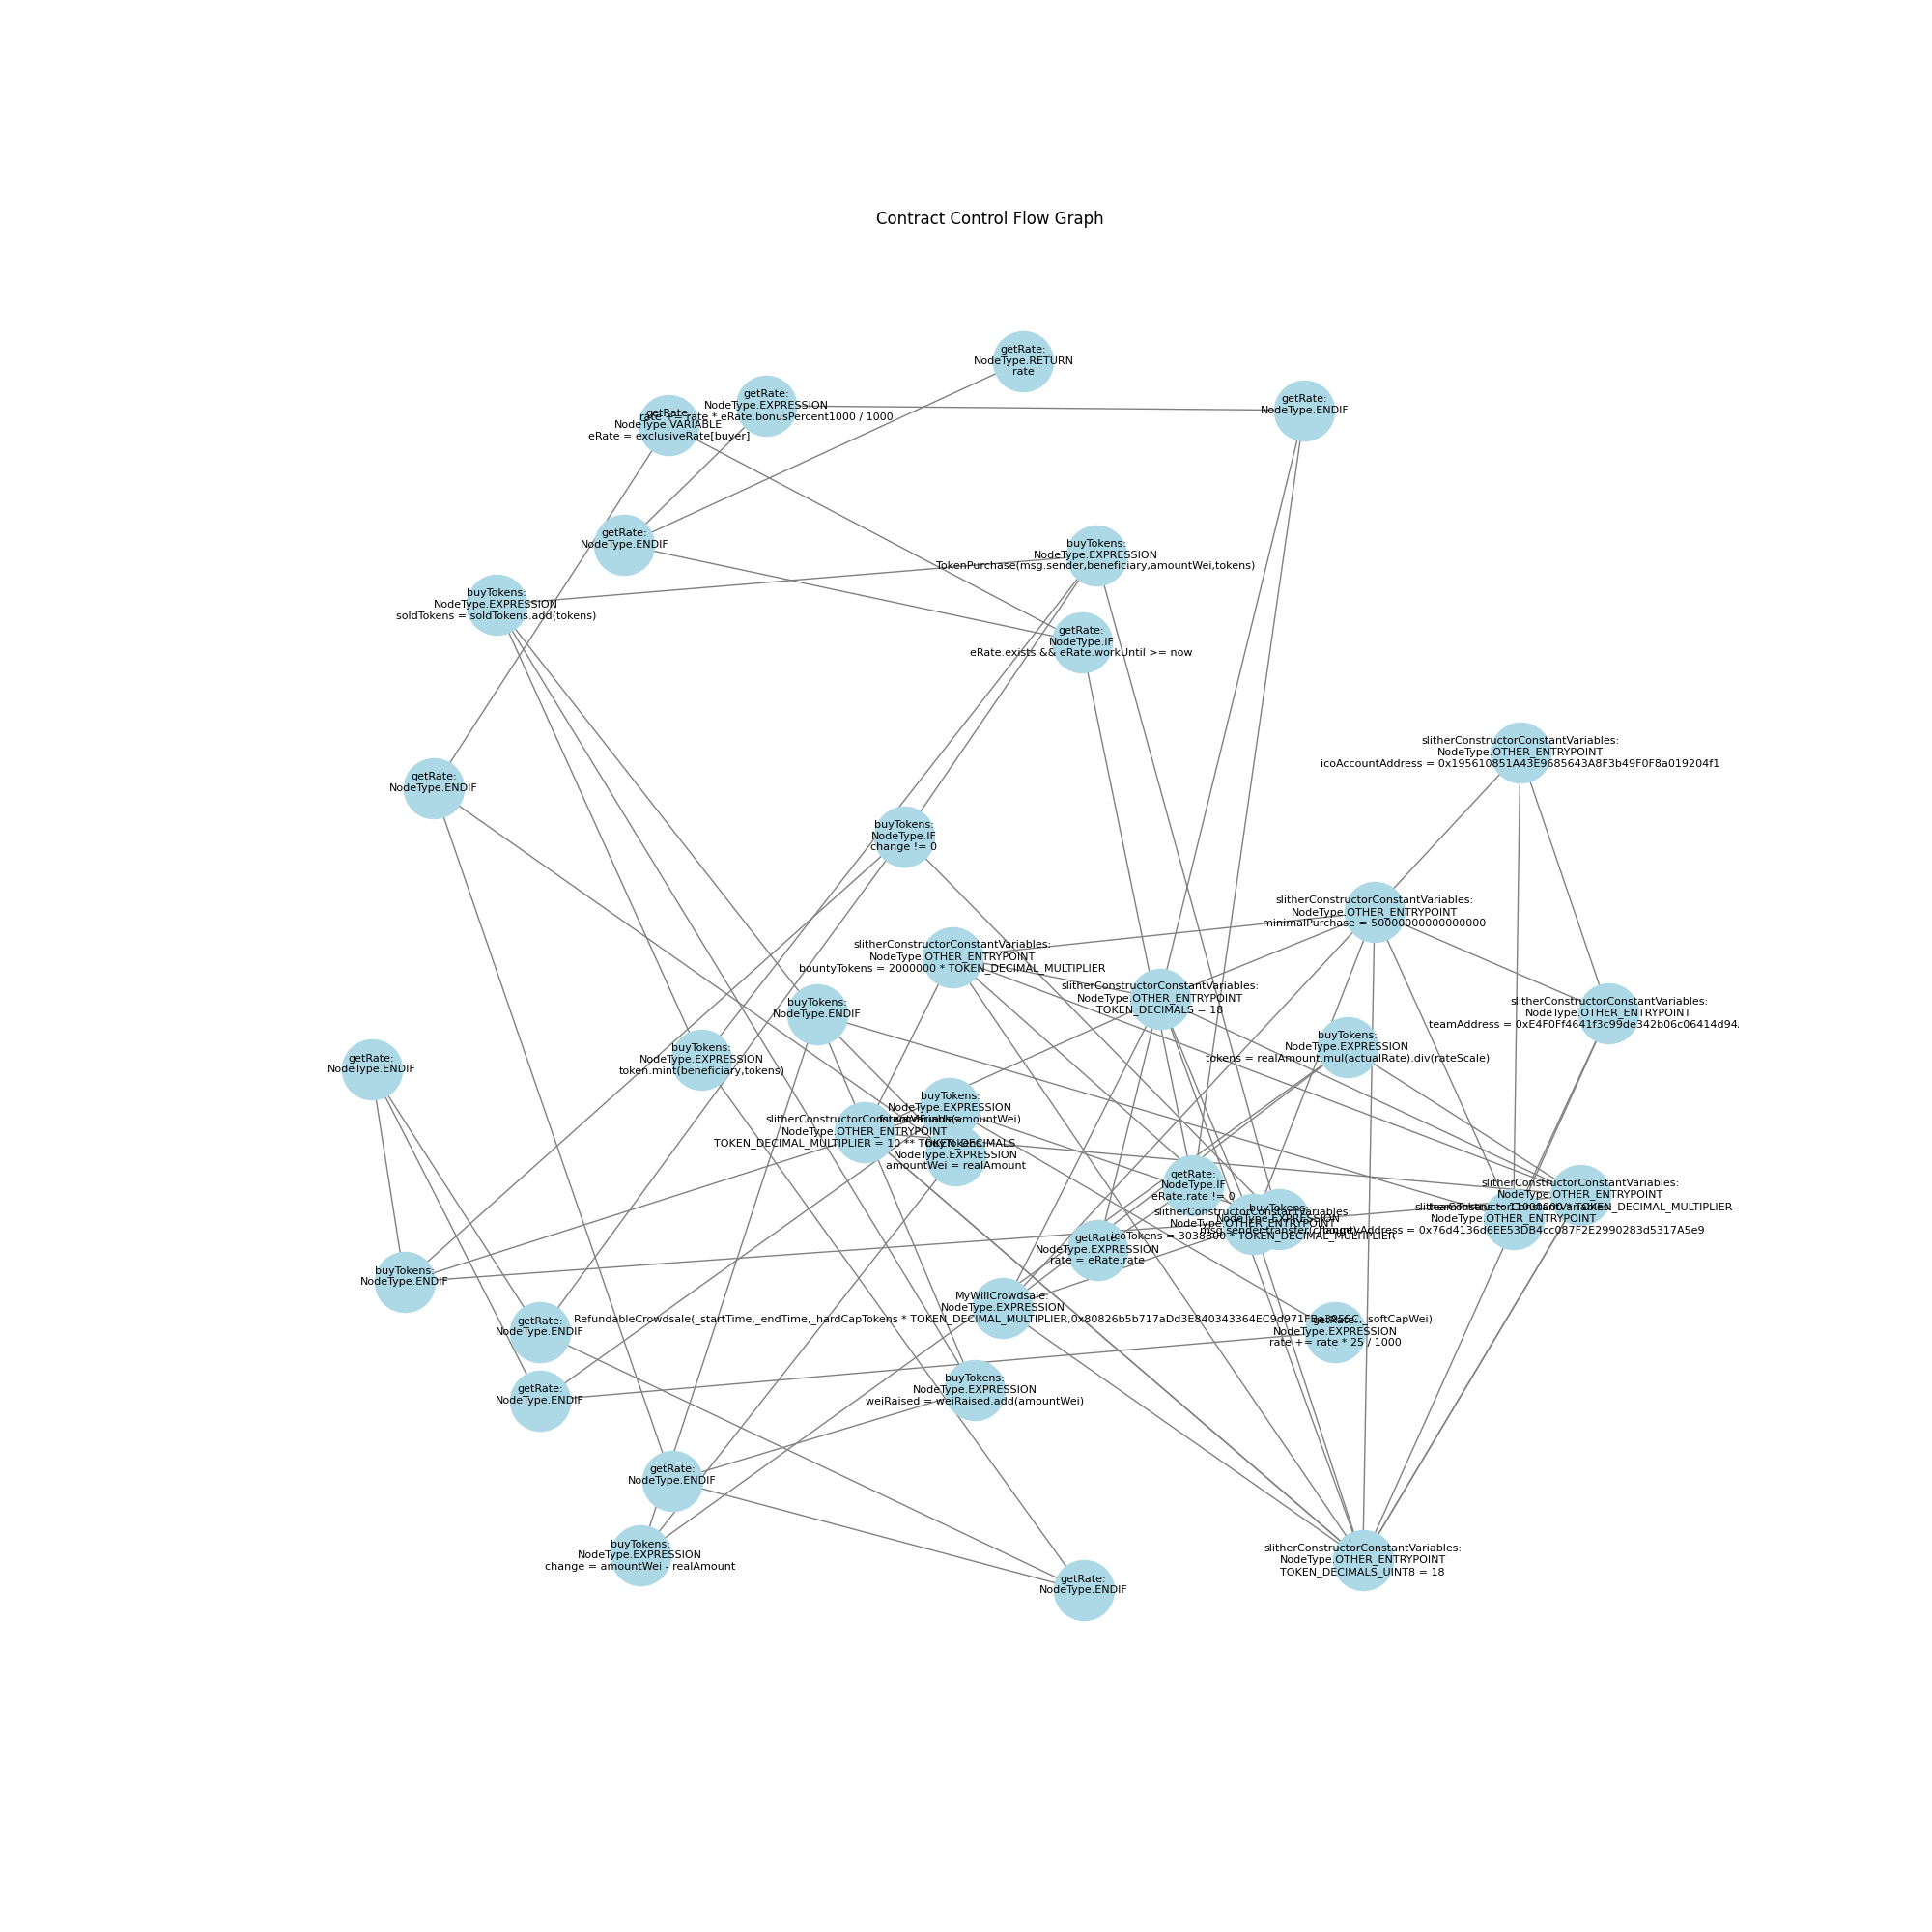 Contract Control Flow Graph
getRate:
NodeType.RETURN
rate
getRate:
NodeType.EXPRESSION
rate += rate * eRate.bonusPercent1000 / 1000
getRate:
NodeType.VARIABLE
eRate = exclusiveRate[buyer]
getRate:
NodeType.ENDIF
getRate:
NodeType.ENDIF
buyTokens:
NodeType.EXPRESSION
TokenPurchase(msg.sender,beneficiary,amountWei,tokens)
buyTokens:
NodeType.EXPRESSION
soldTokens = soldTokens.add(tokens)
getRate:
NodeType.IF
eRate.exists && eRate.workUntil >= now
slitherConstructorConstantVariables:
NodeType.OTHER_ENTRYPOINT
icoAccountAddress = 0x195610851A43E9685643A8F3b49F0F8a019204f1
getRate:
NodeType.ENDIF
buyTokens:
NodeType.IF
change != 0
slitherConstructorConstantVariables:
NodeType.OTHER_ENTRYPOINT
minimalPurchase = 50000000000000000
slitherConstructorConstantVariables:
NodeType.OTHER_ENTRYPOINT
bountyTokens = 2000000 * TOKEN_DECIMAL_MULTIPLIER
slitherConstructorConstantVariables:
NodeType.OTHER_ENTRYPOINT
TOKEN_DECIMALS = 18
slitherConstructorConstantVariables:
NodeType.OTHER_ENTRYPOINT
teamAddress = 0xE4F0Ff4641f3c99de342b06c06414d94.
buyTokens:
NodeType.ENDIF
buyTokens:
NodeType.EXPRESSION
tokens = realAmount.mul(actualRate).div(rateScale)
buyTokens:
NodeType.EXPRESSION
token.mint(beneficiary,tokens)
getRate:
NodeType.ENDIF
buyTokens:
NodeType.EXPRESSION
forwardFunds(amountWei)
slitherConstructorConstantVariables:
NodeType.OTHER_ENTRYPOINT
TOKEN_DECIMAL_MULTIPLIER = 10 ** TOKEN_DECIMALS
buyTokens:
NodeType.EXPRESSION
amountWei = realAmount
getRate:
NodeType.IF
eRate.rate != 0
slitherConstructorConstantVariables:
NodeType.OTHER_ENTRYPOINT
TOKEN_DECIMAL_MULTIPLIER
slitherConstructorConstantVariables:
NodeType.OTHER_ENTRYPOINT
bountyAddress = 0x76d4136d6EE53DB4cc087F2E2990283d5317A5e9
slitherConstructorConstantVariables:
NodeType.OTHER_ENTRYPOINT
icoTokens = 3038800 * TOKEN_DECIMAL_MULTIPLIER
buyTokens:
NodeType.EXPRESSION
msg.sender.transfer(change)
getRate:
NodeType.EXPRESSION
rate = eRate.rate
buyTokens:
NodeType.ENDIF
MyWillCrowdsale:
NodeType.EXPRESSION
RefundableCrowdsale(_startTime,_endTime,_hardCapTokens * TOKEN_DECIMAL_MULTIPLIER,_softCapWei)
getRate:
NodeType.ENDIF
getRate:
NodeType.EXPRESSION
rate += rate * 25 / 1000
getRate:
NodeType.ENDIF
buyTokens:
NodeType.EXPRESSION
weiRaised = weiRaised.add(amountWei)
getRate:
NodeType.ENDIF
buyTokens:
NodeType.EXPRESSION
change = amountWei - realAmount
slitherConstructorConstantVariables:
NodeType.OTHER_ENTRYPOINT
TOKEN_DECIMALS_UINT8 = 18
getRate:
NodeType.ENDIF